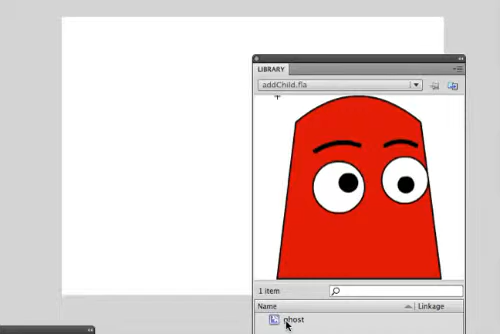 LIBRARY
addChild.fla
1 item
Name Linkage
ghost